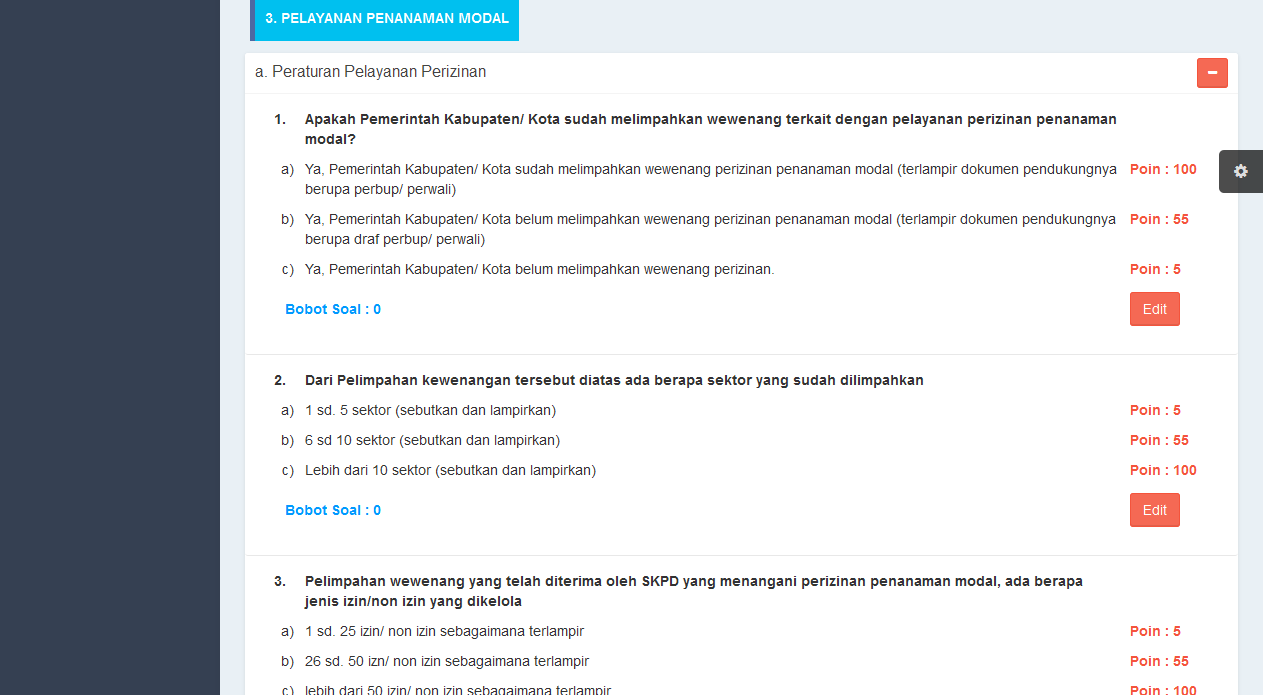 3. PELAYANAN PENANAMAN MODAL
a. Peraturan Pelayanan Perizinan
1. Apakah Pemerintah Kabupaten/ Kota sudah melimpahkan wewenang terkait dengan pelayanan perizinan penanaman
modal?
a) Ya, Pemerintah Kabupaten/ Kota sudah melimpahkan wewenang perizinan penanaman modal (terlampir dokumen pendukungnya Poin : 100
berupa perbup/ perwali)
b) Ya, Pemerintah Kabupaten/ Kota belum melimpahkan wewenang perizinan penanaman modal (terlampir dokumen pendukungnya Poin : 55
berupa draf perbup/ perwali)
c) Ya, Pemerintah Kabupaten/ Kota belum melimpahkan wewenang perizinan. Poin : 5
Bobot Soal : 0 Edit
2. Dari Pelimpahan kewenangan tersebut diatas ada berapa sektor yang sudah dilimpahkan
a) 1 sd. 5 sektor (sebutkan dan lampirkan) Poin : 5
b) 6 sd 10 sektor (sebutkan dan lampirkan) Poin : 55
c) Lebih dari 10 sektor (sebutkan dan lampirkan) Poin : 100
Bobot Soal : 0 Edit
3. Pelimpahan wewenang yang telah diterima oleh SKPD yang menangani perizinan penanaman modal, ada berapa
jenis izin/non izin yang dikelola
a) 1 sd. 25 izin/ non izin sebagaimana terlampir Poin : 5
b) 26 sd. 50 izn/ non izin sebagaimana terlampir Poin : 55
c) lebih dari 50 izin/ non izin sebagaimana terlampir Poin : 100